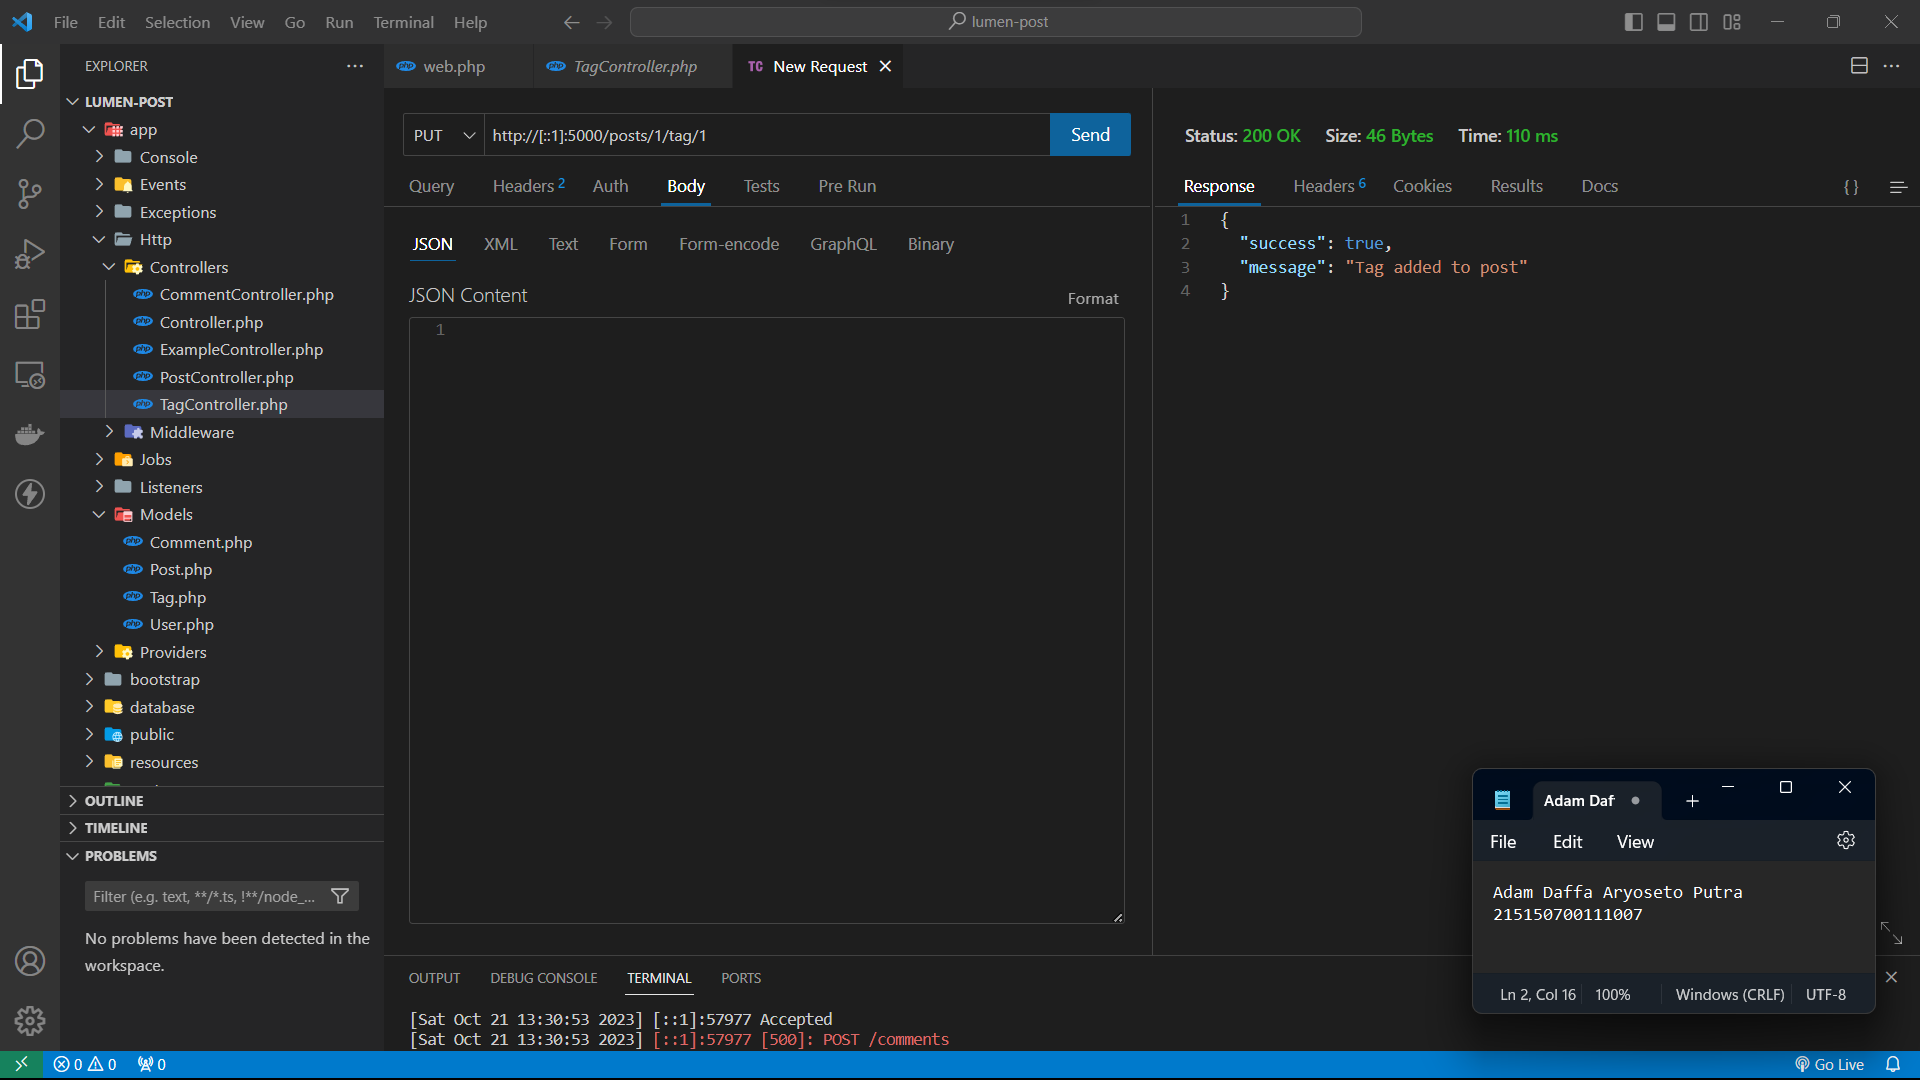 File Edit Selection View Go Run Terminal Help
lumen-post
EXPLORER
LUMEN-POST
app
Console
Events
Exceptions
Http
Controllers
CommentController.php
Controller.php
ExampleController.php
PostController.php
TagController.php
Middleware
Jobs
Listeners
Models
Comment.php
Post.php
Tag.php
User.php
Providers
bootstrap
database
public
resources
OUTLINE
TIMELINE
PROBLEMS
Filter (e.g. text, **/*.ts, !**/node_...
No problems have been detected in the
workspace.
web.php
TagController.php
TC New Request
PUT http://[::1]:5000/posts/1/tag/1 Send
Query Headers 2 Auth Body Tests Pre Run
JSON XML Text Form Form-encode GraphQL Binary
JSON Content
Format
1
Status: 200 OK Size: 46 Bytes Time: 110 ms
Response Headers 6 Cookies Results Docs { }
1 {
2 "success": true,
3 "message": "Tag added to post"
4 }
OUTPUT DEBUG CONSOLE TERMINAL PORTS
[Sat Oct 21 13:30:53 2023] [::1]:57977 Accepted
[Sat Oct 21 13:30:53 2023] [::1]:57977 [500]: POST /comments
Adam Daf
File Edit View
Adam Daffa Aryoseto Putra
215150700111007
Ln 2, Col 16 100% Windows (CRLF) UTF-8
0 0 0
Go Live